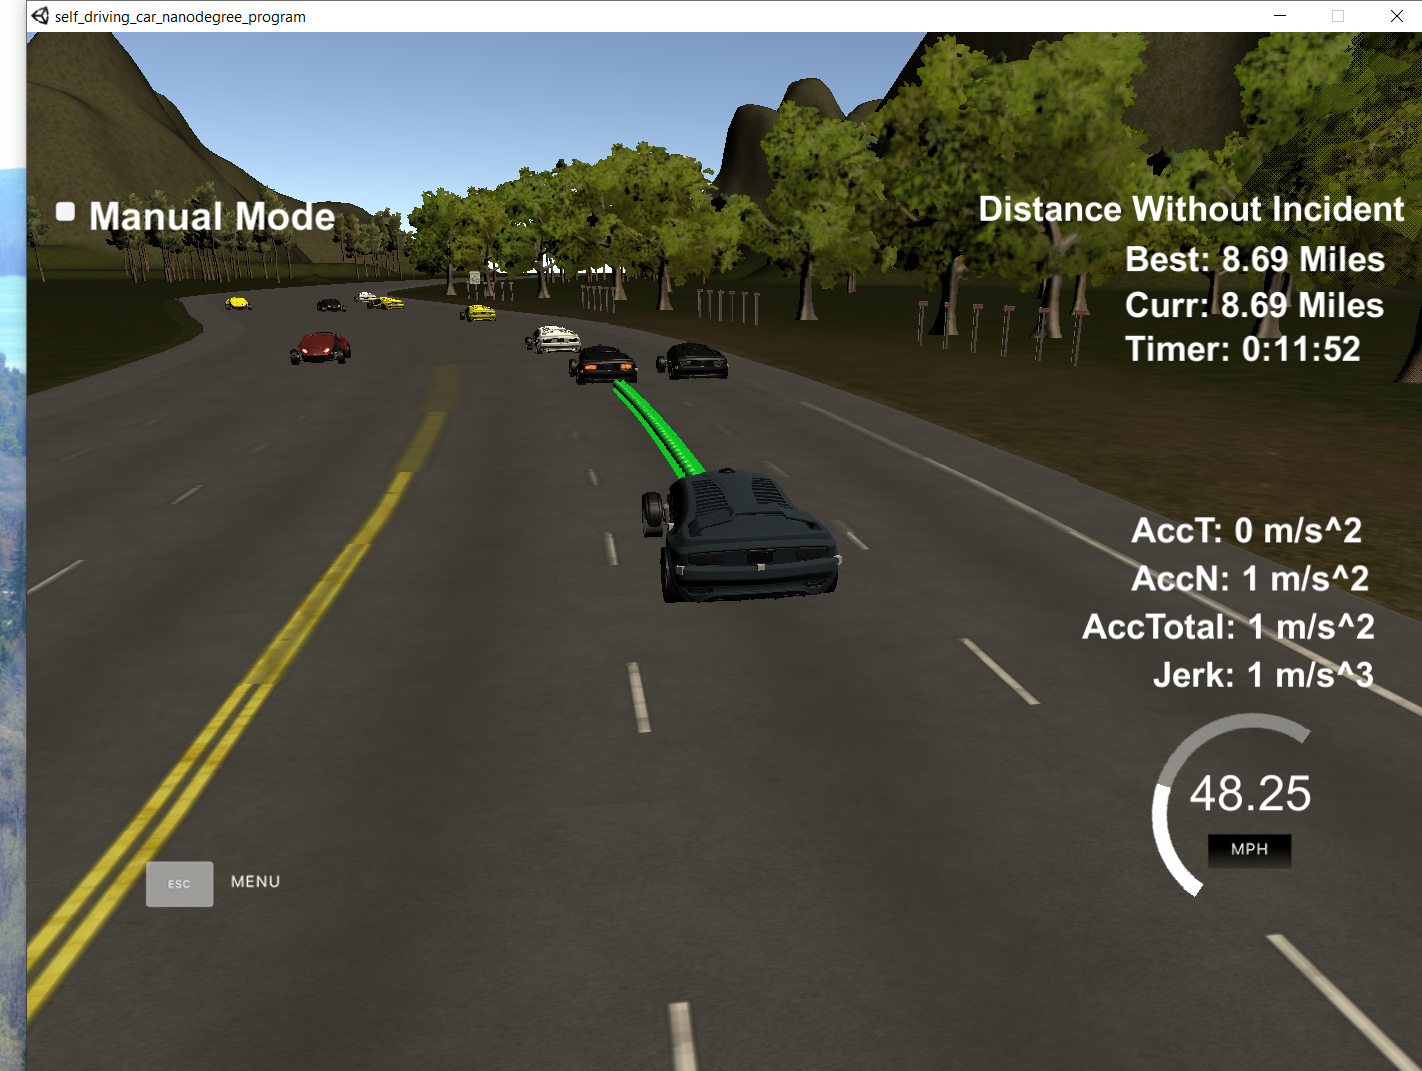 self_driving_car_nanodegree_program
Manual Mode
Distance Without Incident
Best: 8.69 Miles
Curr: 8.69 Miles
Timer: 0:11:52
AccT: 0 m/s^2
AccN: 1 m/s^2
AccTotal: 1 m/s^2
Jerk: 1 m/s^3
48.25
MPH
ESC MENU